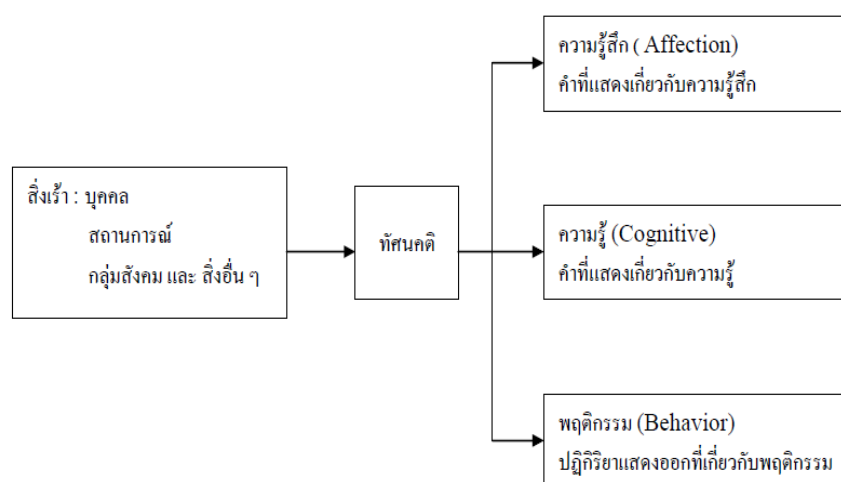 สิ่งเร้า : บุคคล
สถานการณ์
กลุ่มสังคม และ สิ่งอื่น ๆ
ทัศนคติ
ความรู้สึก ( Affection)
คำที่แสดงเกี่ยวกับความรู้สึก
ความรู้ (Cognitive)
คำที่แสดงเกี่ยวกับความรู้
พฤติกรรม (Behavior)
ปฏิกิริยาแสดงออกที่เกี่ยวกับพฤติกรรม